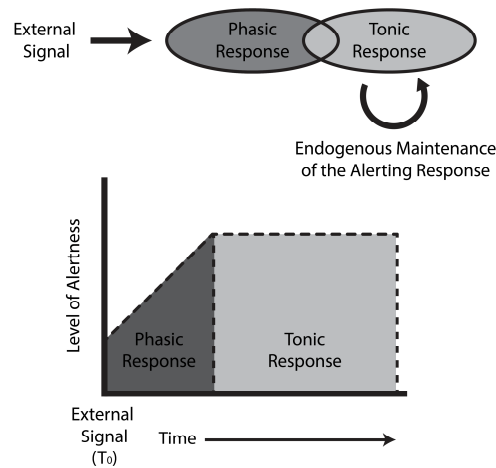 External
Signal
Phasic
Response
Tonic
Response
Endogenous Maintenance
of the Alerting Response
Level of Alertness
Phasic
Response
Tonic
Response
External
Signal
(T₀)
Time